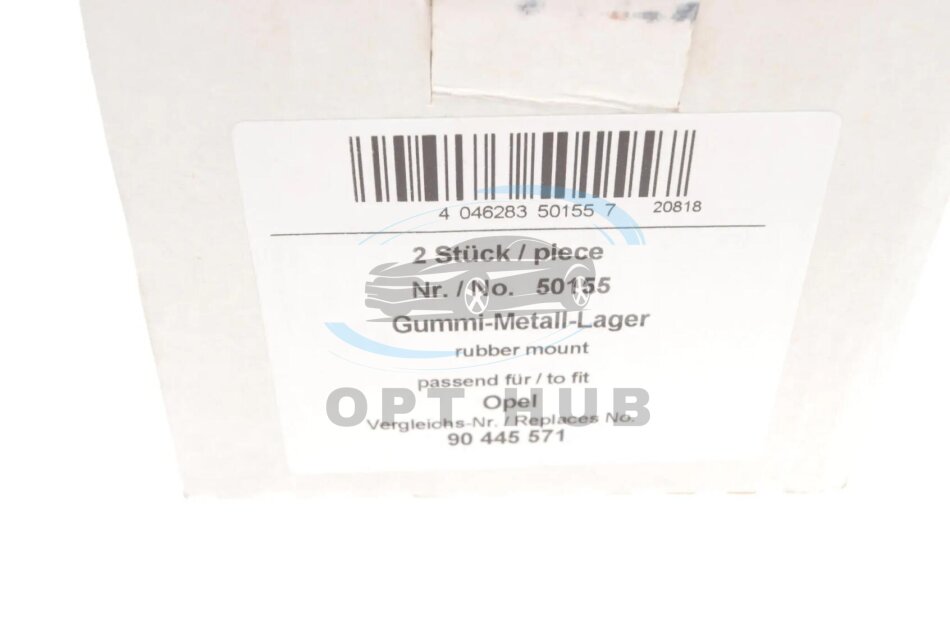 4 046283 50155 7 20818
2 Stück / piece
Nr. / No. 50155
Gummi-Metall-Lager
rubber mount
passend für / to fit
OPT HUB
Opel
Vergleichs-Nr. / Replaces No.
90 445 571